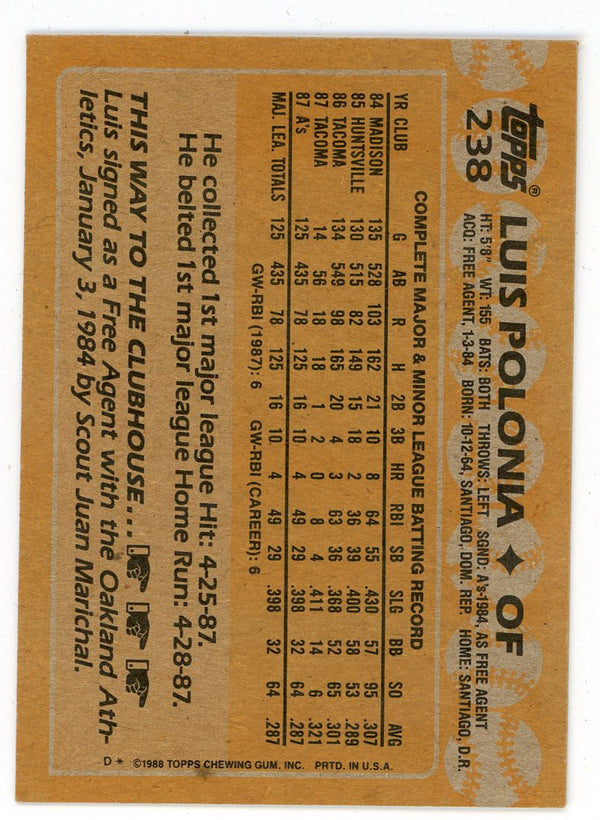 topps®
238
LUIS POLONIA ✦ OF
HT: 5'8" WT: 155 BATS: BOTH THROWS: LEFT SGND: A's-1984, AS FREE AGENT
ACQ: FREE AGENT, 1-3-84 BORN: 10-12-64, SANTIAGO, DOM. REP. HOME: SANTIAGO, D.R.
COMPLETE MAJOR & MINOR LEAGUE BATTING RECORD
YR CLUB G AB R H 2B 3B HR RBI SB SLG BB SO AVG
84 MADISON 135 528 103 162 21 10 8 64 55 .430 57 95 .307
85 HUNTSVILLE 130 515 82 149 15 18 2 36 39 .400 58 53 .289
86 TACOMA 134 549 98 165 20 4 3 63 36 .368 52 65 .301
87 TACOMA 14 56 18 18 1 2 0 8 4 .411 14 6 .321
87 A's 125 435 78 125 16 10 4 49 29 .398 32 64 .287
MAJ. LEA. TOTALS 125 435 78 125 16 10 4 49 29 .398 32 64 .287
GW-RBI (1987): 6 GW-RBI (CAREER): 6
He collected 1st major league Hit: 4-25-87.
He belted 1st major league Home Run: 4-28-87.
THIS WAY TO THE CLUBHOUSE...
Luis signed as a Free Agent with the Oakland Ath-
letics, January 3, 1984 by Scout Juan Marichal.
D* ©1988 TOPPS CHEWING GUM, INC. PRTD. IN U.S.A.